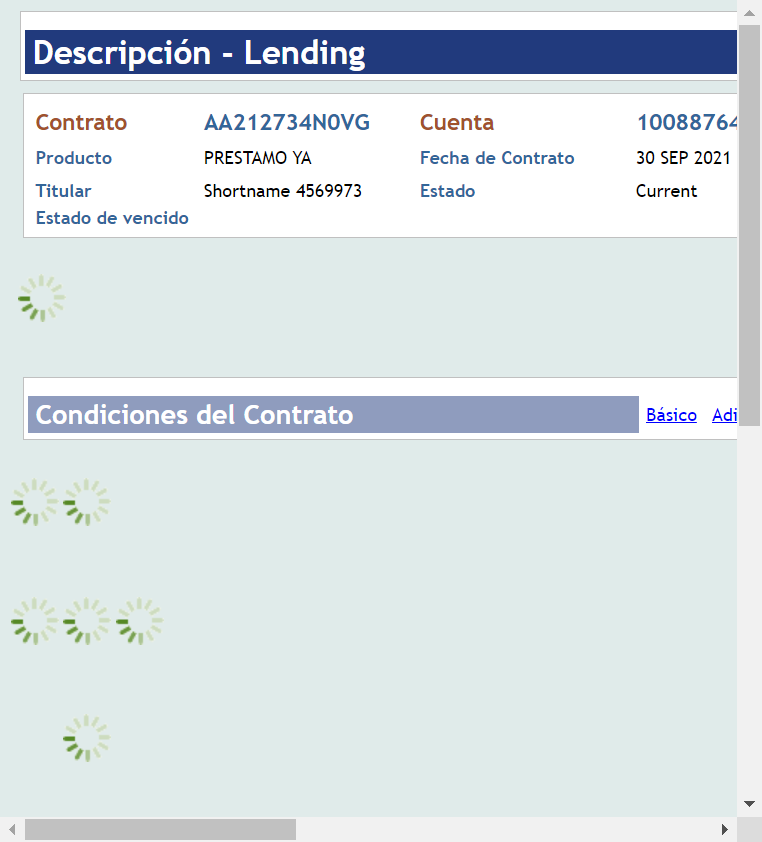 Descripción - Lending
Contrato AA212734N0VG Cuenta 10088764
Producto PRESTAMO YA Fecha de Contrato 30 SEP 2021
Titular Shortname 4569973 Estado Current
Estado de vencido
Condiciones del Contrato Básico Adi